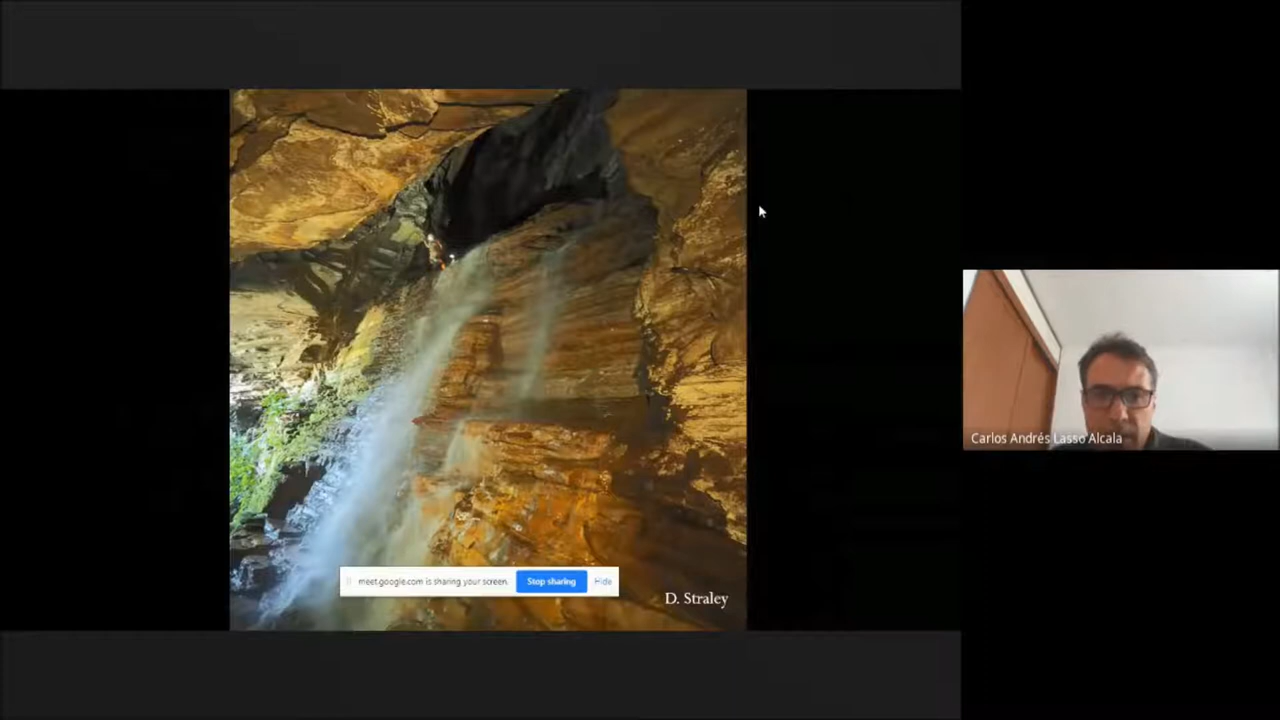 meet.google.com is sharing your screen. Stop sharing Hide
D. Straley
Carlos Andrés Lasso Alcala